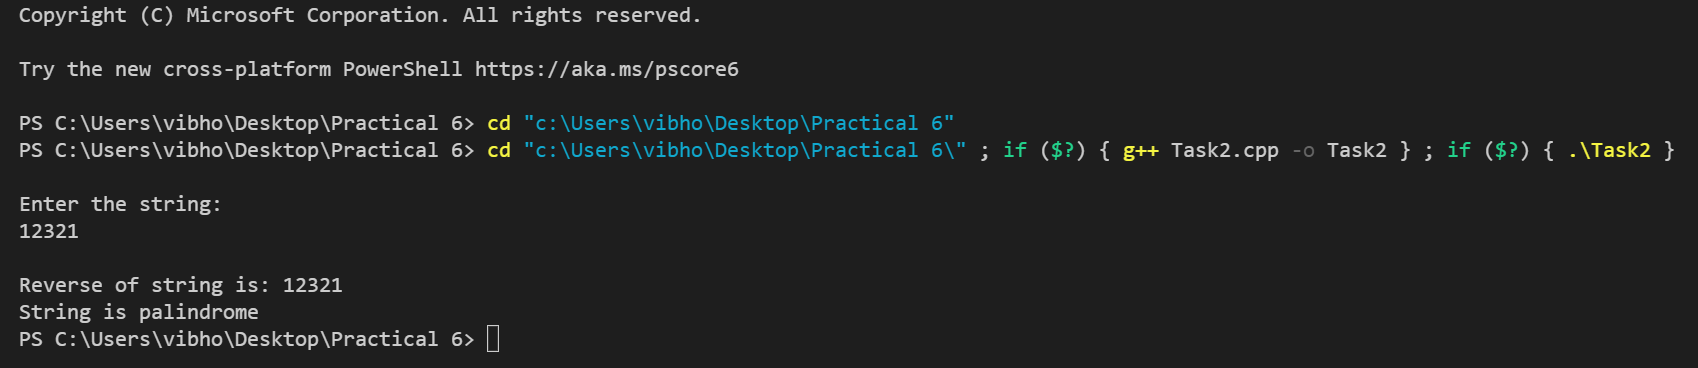 Copyright (C) Microsoft Corporation. All rights reserved.
Try the new cross-platform PowerShell https://aka.ms/pscore6
PS C:\Users\vibho\Desktop\Practical 6> cd "c:\Users\vibho\Desktop\Practical 6"
PS C:\Users\vibho\Desktop\Practical 6> cd "c:\Users\vibho\Desktop\Practical 6\" ; if ($?) { g++ Task2.cpp -o Task2 } ; if ($?) { .\Task2 }
Enter the string:
12321
Reverse of string is: 12321
String is palindrome
PS C:\Users\vibho\Desktop\Practical 6>